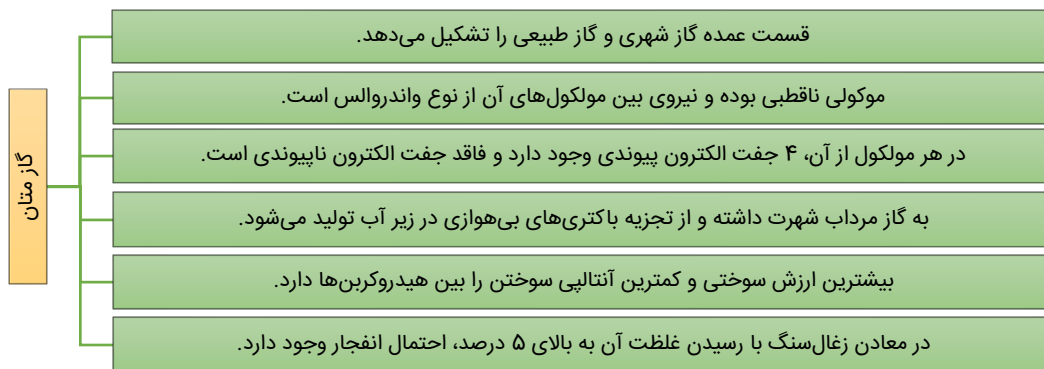 گاز متان
قسمت عمده گاز شهری و گاز طبیعی را تشکیل می‌دهد.
موکولی ناقطبی بوده و نیروی بین مولکول‌های آن از نوع واندروالس است.
در هر مولکول از آن، ۴ جفت الکترون پیوندی وجود دارد و فاقد جفت الکترون ناپیوندی است.
به گاز مرداب شهرت داشته و از تجزیه باکتری‌های بی‌هوازی در زیر آب تولید می‌شود.
بیشترین ارزش سوختی و کمترین آنتالپی سوختن را بین هیدروکربن‌ها دارد.
در معادن زغال‌سنگ با رسیدن غلظت آن به بالای ۵ درصد، احتمال انفجار وجود دارد.